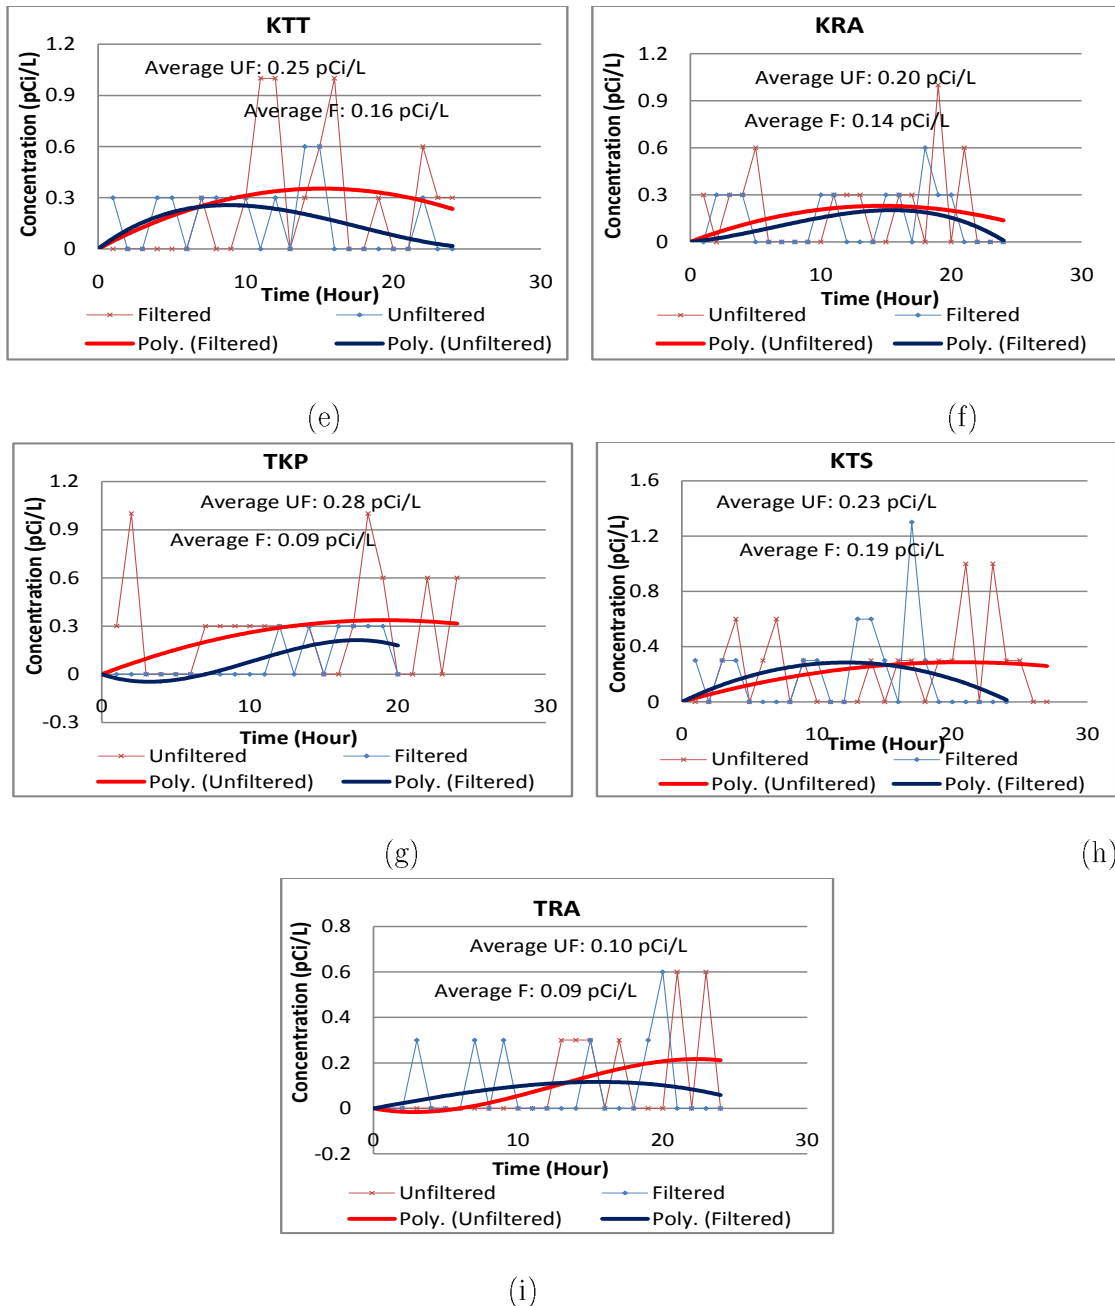 KTT
Concentration (pCi/L)
1.2
0.9
0.6
0.3
0
Average UF: 0.25 pCi/L
Average F: 0.16 pCi/L
0 10 20 30
Time (Hour)
Filtered Unfiltered
Poly. (Filtered) Poly. (Unfiltered)
(e)
KRA
Concentration (pCi/L)
1.2
0.9
0.6
0.3
0
Average UF: 0.20 pCi/L
Average F: 0.14 pCi/L
0 10 20 30
Time (Hour)
Unfiltered Filtered
Poly. (Unfiltered) Poly. (Filtered)
(f)
TKP
Concentration (pCi/L)
1.2
0.9
0.6
0.3
0
-0.3
Average UF: 0.28 pCi/L
Average F: 0.09 pCi/L
0 10 20 30
Time (Hour)
Unfiltered Filtered
Poly. (Unfiltered) Poly. (Filtered)
(g)
KTS
Concentration (pCi/L)
1.6
1.2
0.8
0.4
0
Average UF: 0.23 pCi/L
Average F: 0.19 pCi/L
0 10 20 30
Time (Hour)
Unfiltered Filtered
Poly. (Unfiltered) Poly. (Filtered)
(h)
TRA
Concentration (pCi/L)
0.8
0.6
0.4
0.2
0
-0.2
Average UF: 0.10 pCi/L
Average F: 0.09 pCi/L
0 10 20 30
Time (Hour)
Unfiltered Filtered
Poly. (Unfiltered) Poly. (Filtered)
(i)